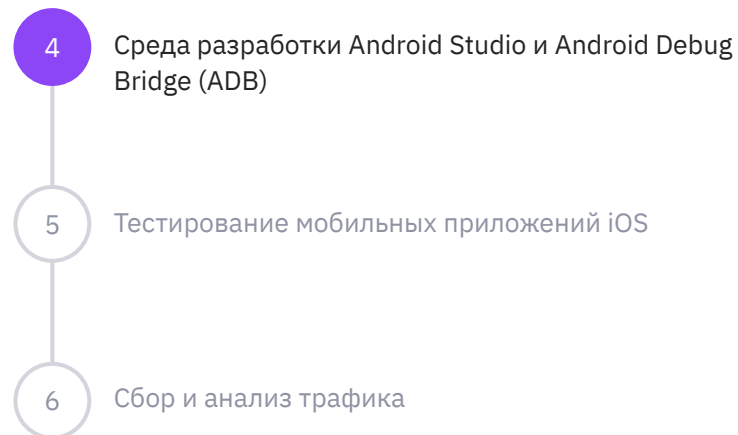 4
Среда разработки Android Studio и Android Debug
Bridge (ADB)
5
Тестирование мобильных приложений iOS
6
Сбор и анализ трафика